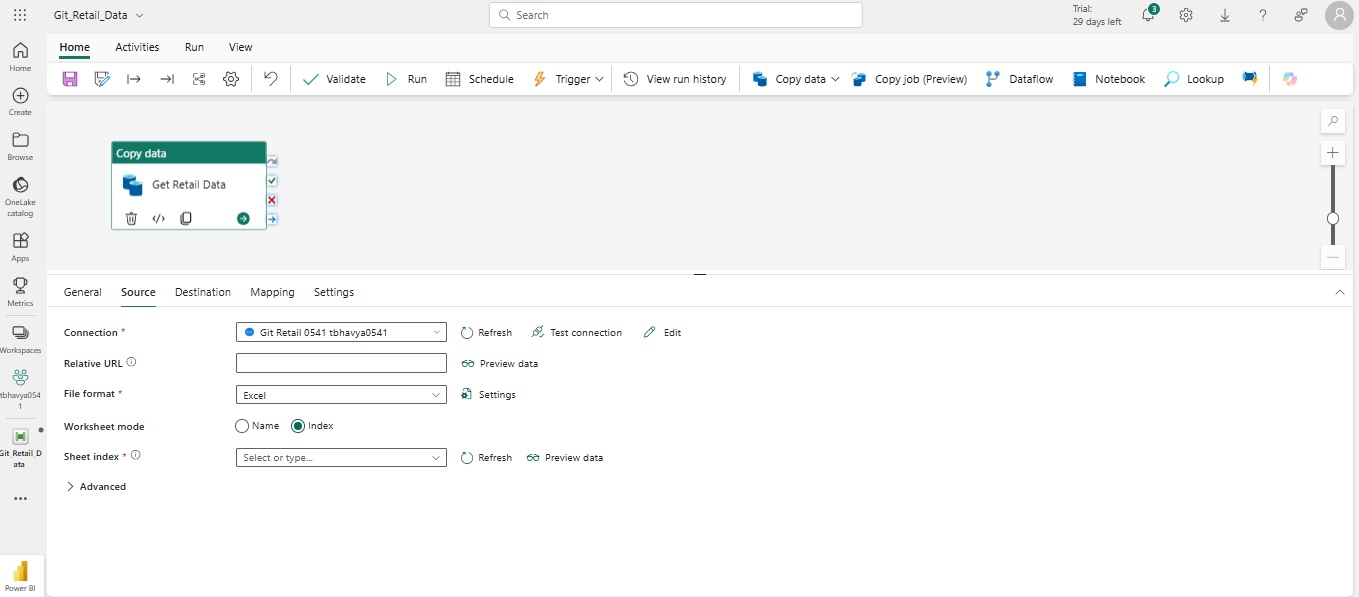 Git_Retail_Data
Search
Trial:
29 days left
3
Home
Activities
Run
View
Validate
Run
Schedule
Trigger
View run history
Copy data
Copy job (Preview)
Dataflow
Notebook
Lookup
Home
Create
Browse
OneLake
catalog
Apps
Metrics
Workspaces
tbhavya054
1
Git_Retail_D
ata
Power BI
Copy data
Get Retail Data
General
Source
Destination
Mapping
Settings
Connection *
Git Retail 0541 tbhavya0541
Refresh
Test connection
Edit
Relative URL
Preview data
File format *
Excel
Settings
Worksheet mode
Name
Index
Sheet index *
Select or type...
Refresh
Preview data
Advanced